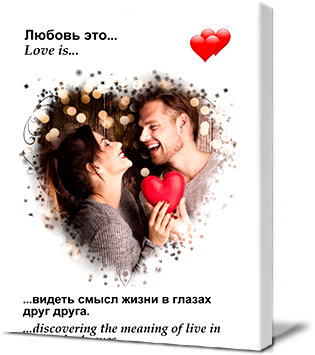 Любовь это...
Love is...
...видеть смысл жизни в глазах
друг друга.
...discovering the meaning of live in